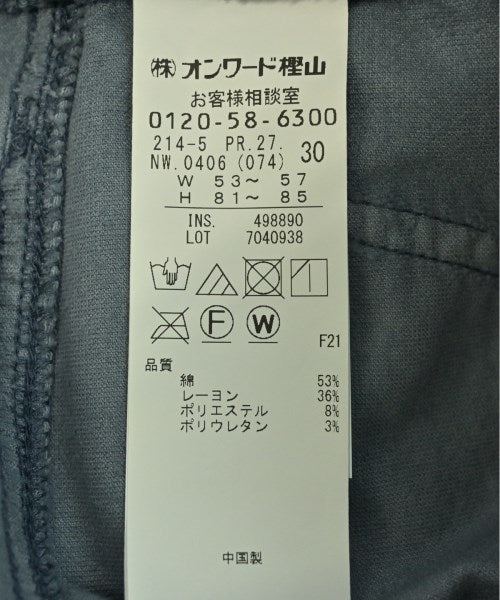 ㈱オンワード樫山
お客様相談室
0120-58-6300
214-5 PR.27.
NW.0406 (074) 30
W 53～ 57
H 81～ 85
INS. 498890
LOT 7040938
F W
F21
品質
綿 53%
レーヨン 36%
ポリエステル 8%
ポリウレタン 3%
中国製